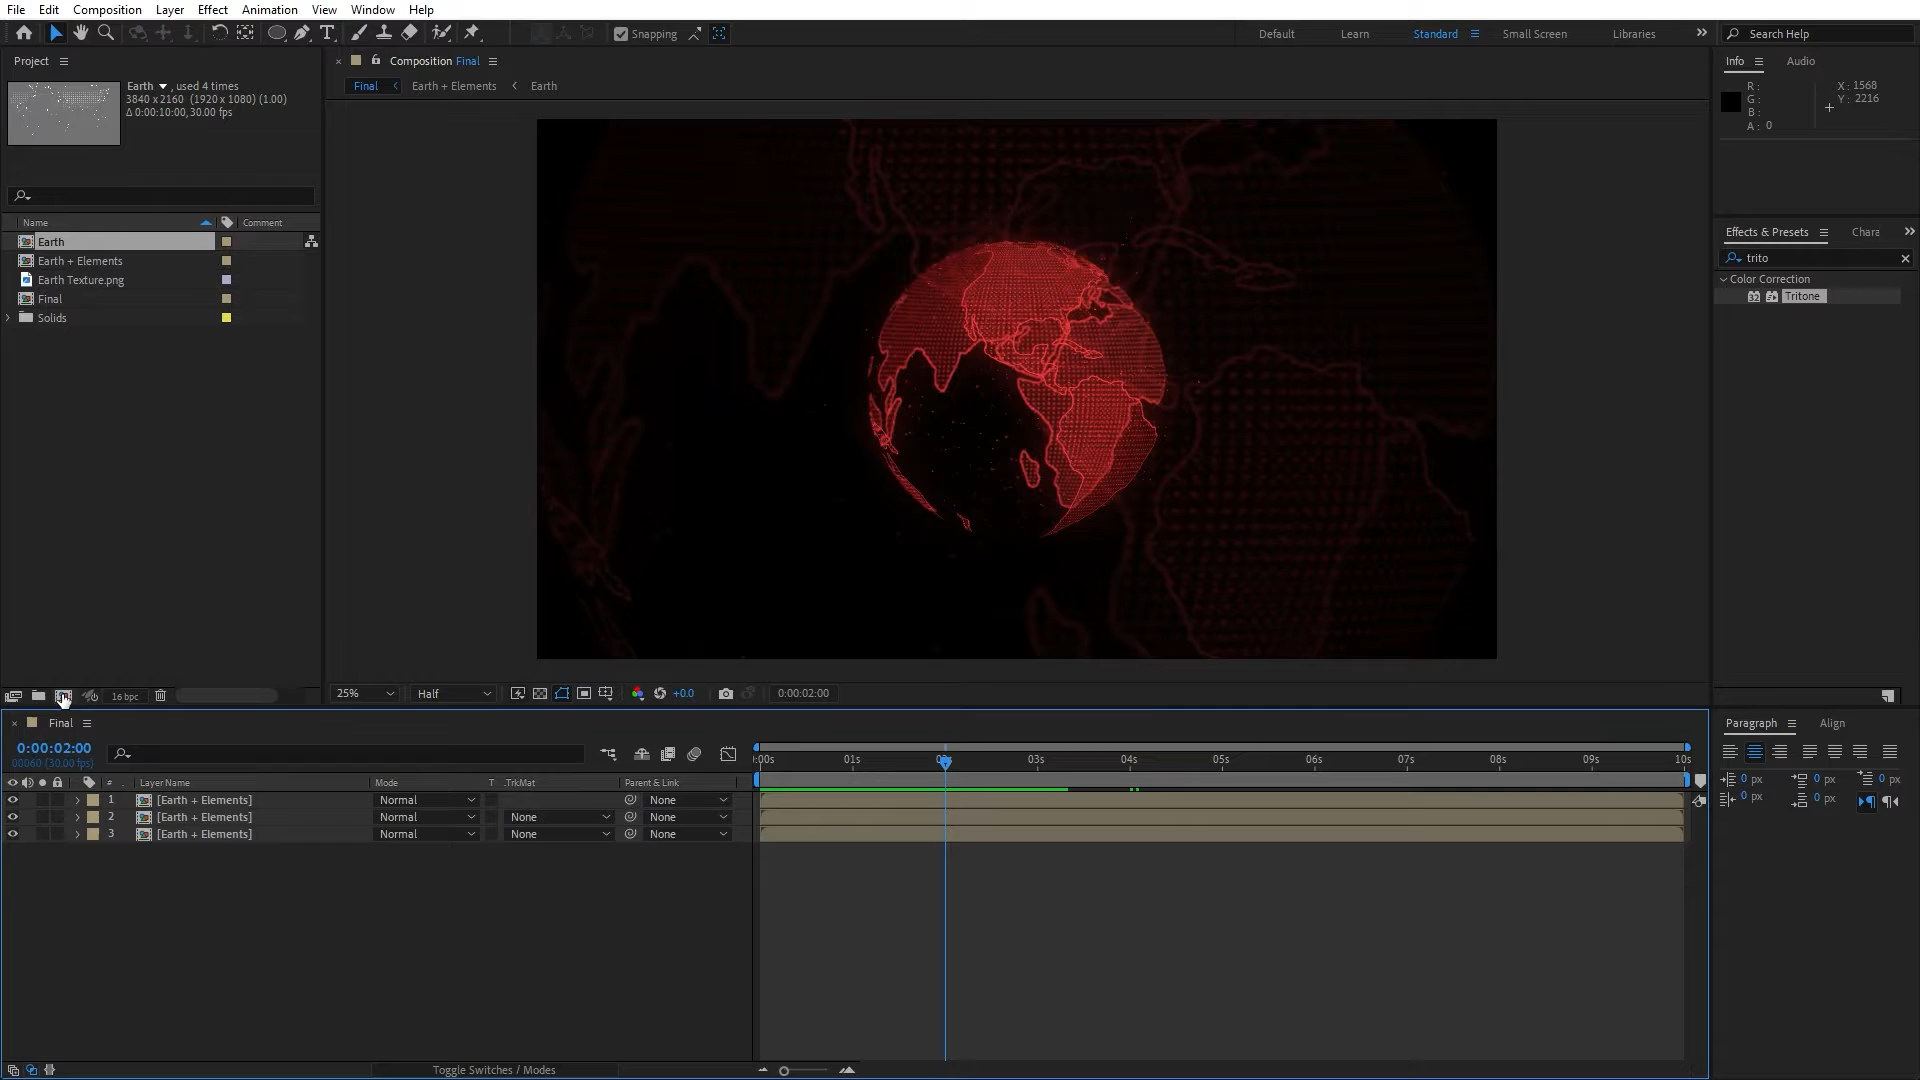 File Edit Composition Layer Effect Animation View Window Help
Snapping
Default Learn Standard Small Screen Libraries Search Help
Project
Earth , used 4 times
3840 x 2160 (1920 x 1080) (1.00)
Δ 0:00:10:00, 30.00 fps
Name Comment
Earth
Earth + Elements
Earth Texture.png
Final
Solids
16 bpc
Composition Final
Final Earth + Elements Earth
25% Half +0.0 0:00:02:00
Info Audio
R :
G :
B :
A : 0
X : 1568
Y : 2216
Effects & Presets Chara
trito
Color Correction
32 Tritone
Final
0:00:02:00
00060 (30.00 fps)
# Layer Name Mode T .TrkMat Parent & Link
1 [Earth + Elements] Normal None
2 [Earth + Elements] Normal None None
3 [Earth + Elements] Normal None None
:00s 01s 03s 04s 05s 06s 07s 08s 09s 10s
Toggle Switches / Modes
Paragraph Align
0 px 0 px 0 px
0 px 0 px